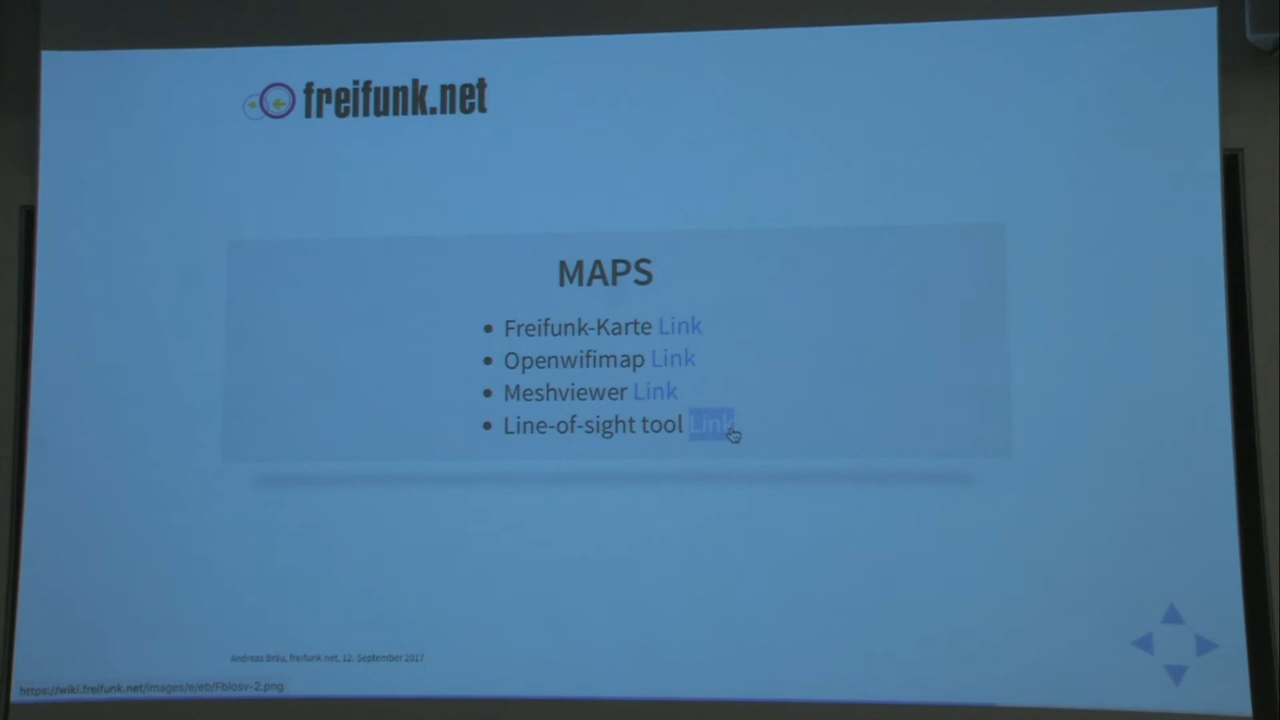 freifunk.net
MAPS
Freifunk-Karte Link
Openwifimap Link
Meshviewer Link
Line-of-sight tool Link
Andreas Bräu, freifunk.net, 12. September 2017
https://wiki.freifunk.net/images/e/eb/Fblosv-2.png